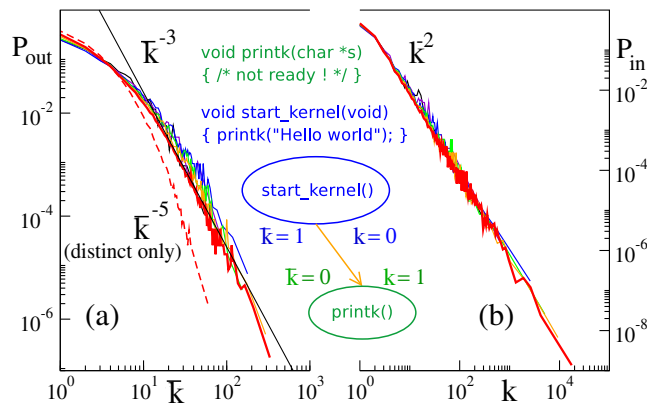 P_out
k̄^-3
10^-2
10^-4
10^-6
k̄^-5
(distinct only)
(a)
10^0 10^1 10^2 10^3
k̄
void printk(char *s)
{ /* not ready ! */ }
void start_kernel(void)
{ printk("Hello world"); }
start_kernel()
k̄=1 k=0
k̄=0 k=1
printk()
k^2
P_in
10^-2
10^-4
10^-6
10^-8
(b)
10^0 10^2 10^4
k